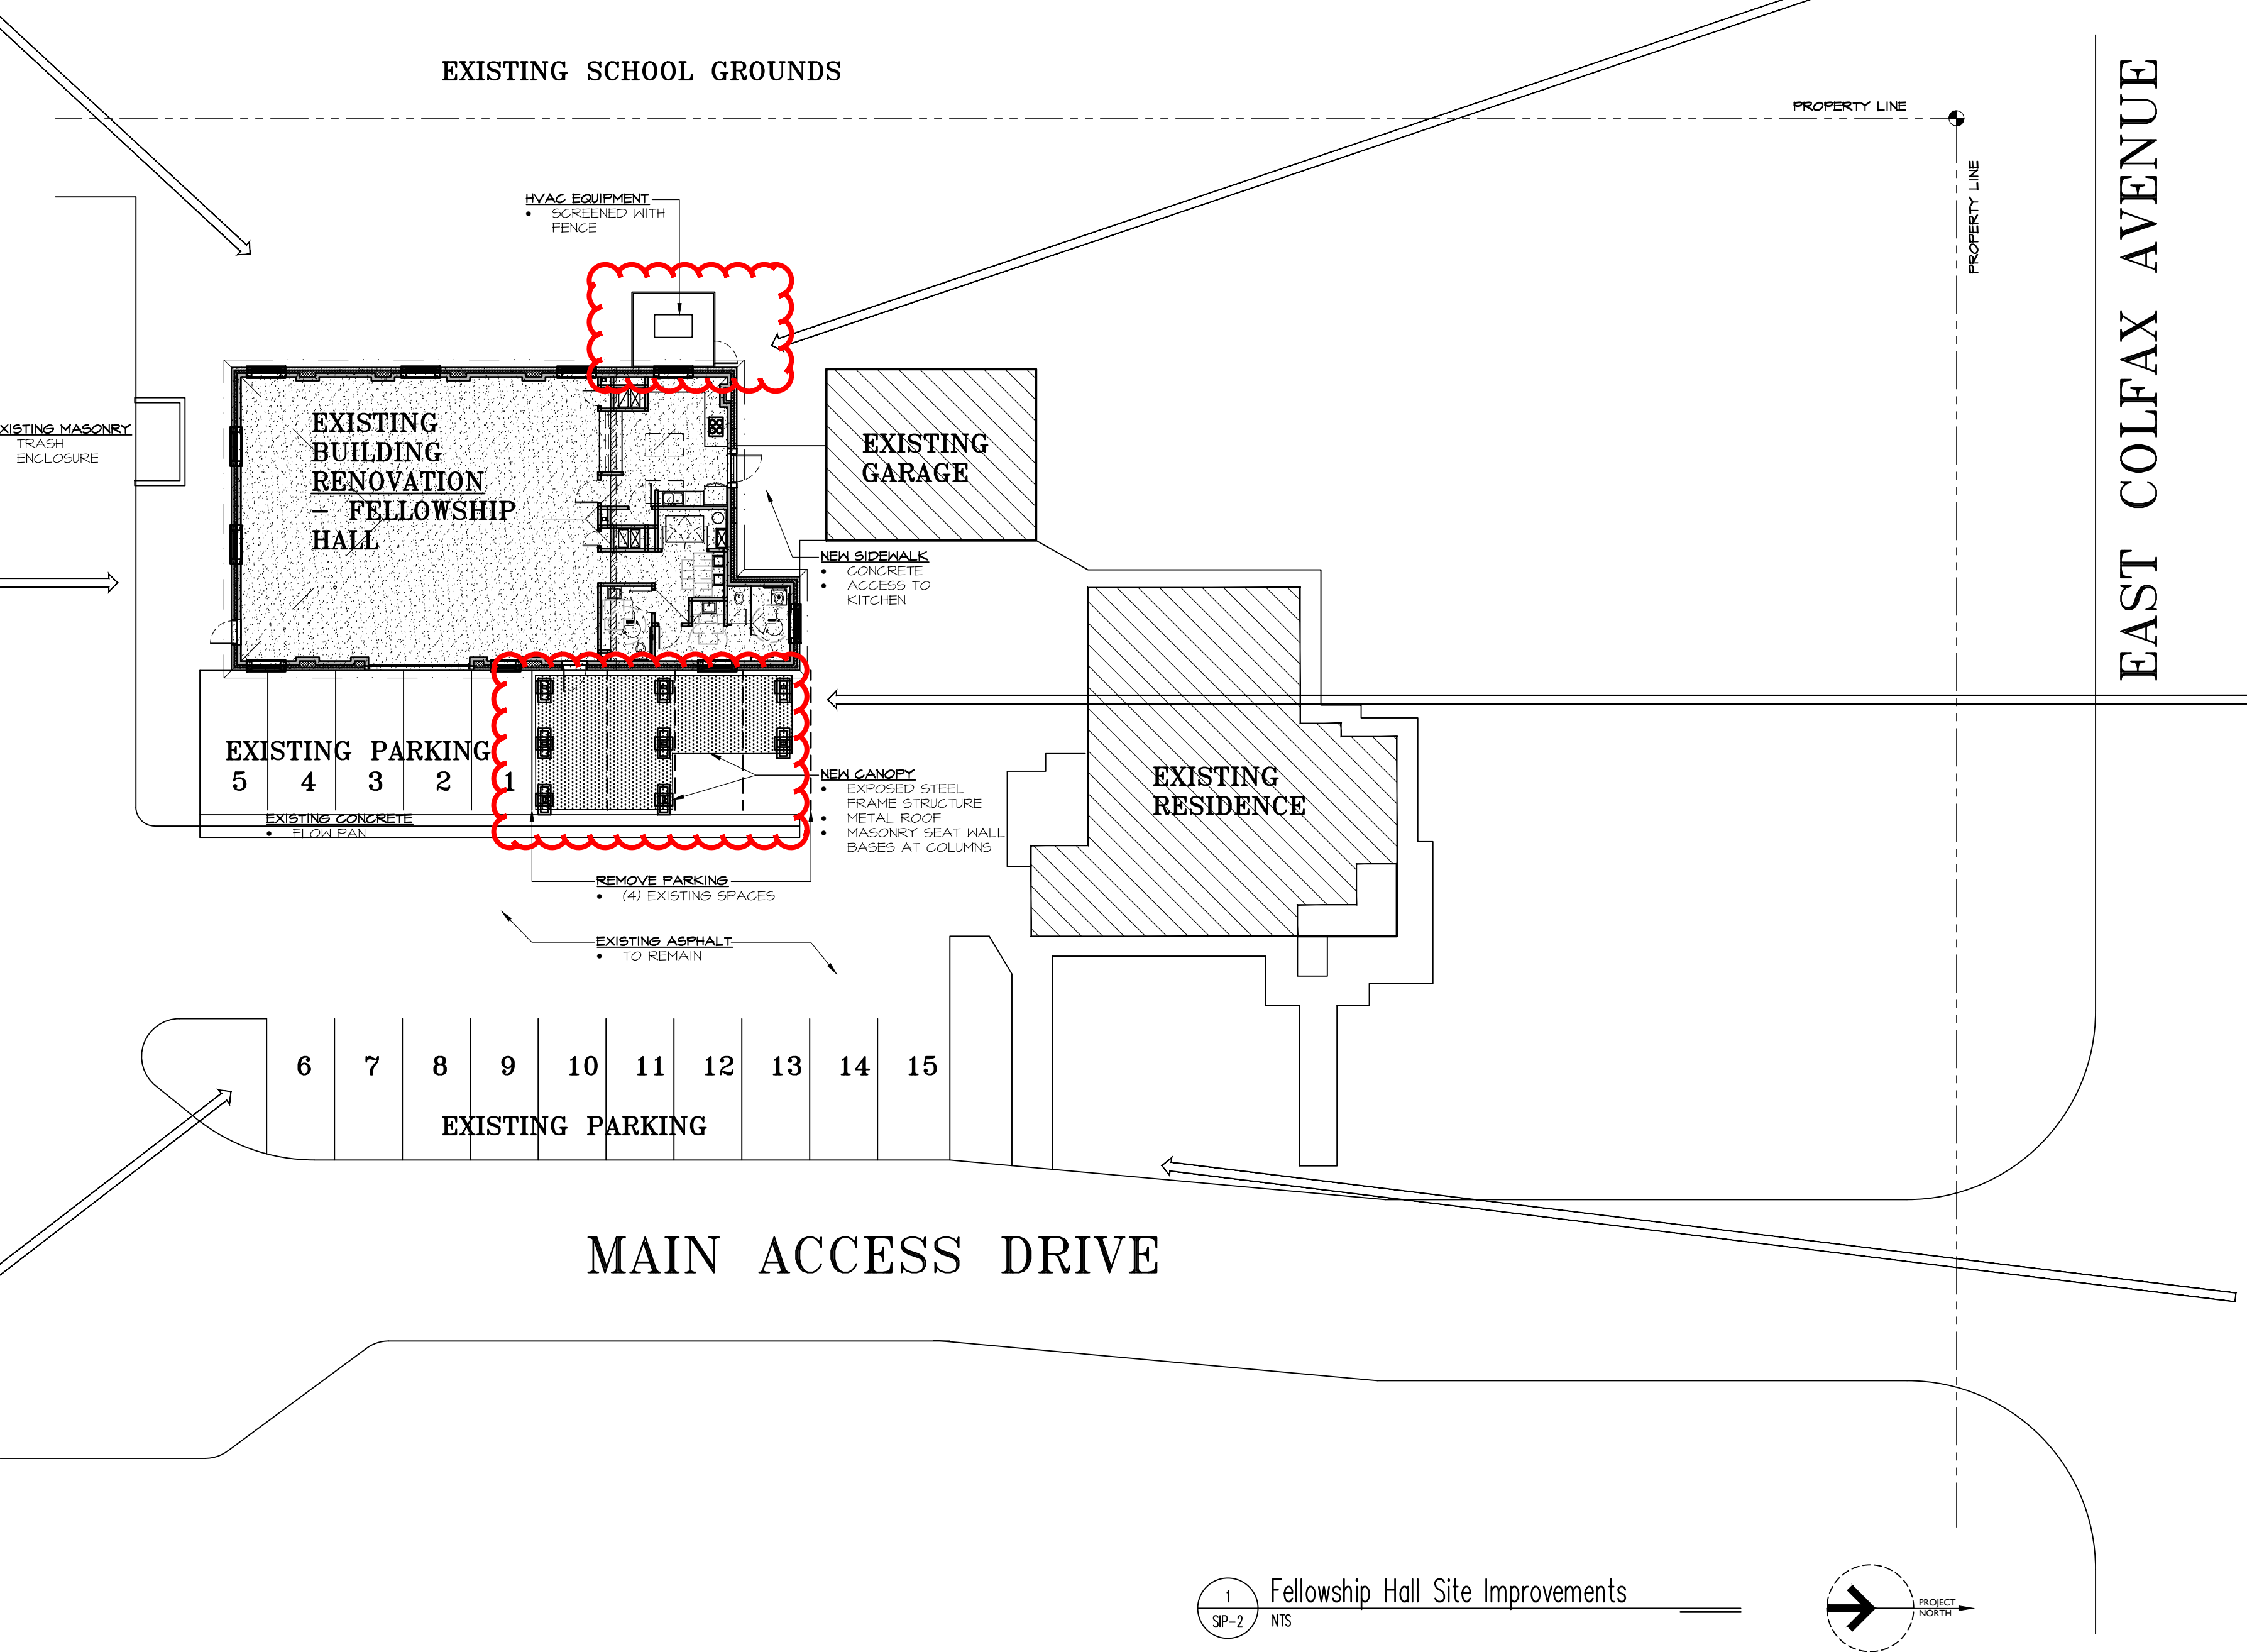 EXISTING SCHOOL GROUNDS
PROPERTY LINE
PROPERTY LINE
EAST COLFAX AVENUE
HVAC EQUIPMENT
• SCREENED WITH
FENCE
XISTING MASONRY
TRASH
ENCLOSURE
EXISTING
BUILDING
RENOVATION
- FELLOWSHIP
HALL
EXISTING
GARAGE
NEW SIDEWALK
• CONCRETE
• ACCESS TO
KITCHEN
EXISTING PARKING
5 4 3 2 1
EXISTING CONCRETE
• FLOW PAN
NEW CANOPY
• EXPOSED STEEL
FRAME STRUCTURE
• METAL ROOF
• MASONRY SEAT WALL
BASES AT COLUMNS
EXISTING
RESIDENCE
REMOVE PARKING
• (4) EXISTING SPACES
EXISTING ASPHALT
• TO REMAIN
6 7 8 9 10 11 12 13 14 15
EXISTING PARKING
MAIN ACCESS DRIVE
1
SIP-2
Fellowship Hall Site Improvements
NTS
PROJECT
NORTH